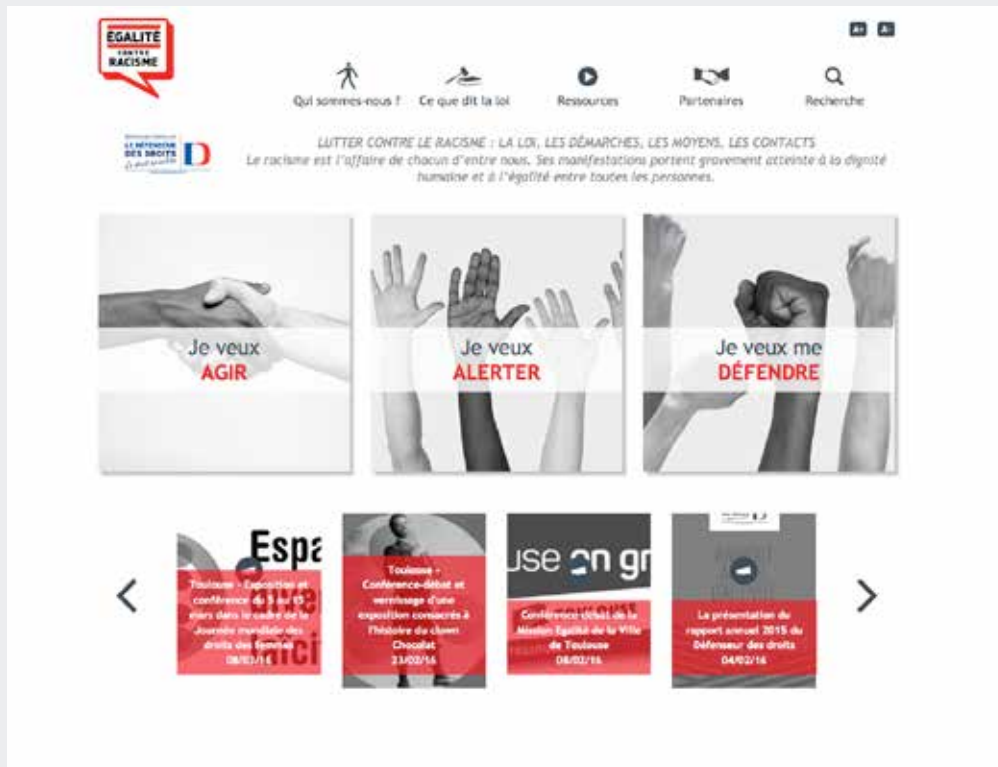 ÉGALITÉ
CONTRE
RACISME
A+ A-
Qui sommes-nous ? Ce que dit la loi Ressources Partenaires Recherche
LE DÉFENSEUR
DES DROITS
LUTTER CONTRE LE RACISME : LA LOI, LES DÉMARCHES, LES MOYENS, LES CONTACTS
Le racisme est l'affaire de chacun d'entre nous. Ses manifestations portent gravement atteinte à la dignité
humaine et à l'égalité entre toutes les personnes.
Je veux
AGIR
Je veux
ALERTER
Je veux me
DÉFENDRE
Espa
Toulouse - Exposition et
conférence du 5 au 15
mars dans le cadre de la
Journée mondiale des
droits des femmes
08/03/16
Toulouse -
Conférence-débat et
vernissage d'une
exposition consacrés à
l'histoire du clown
Chocolat
23/02/16
use en gr
Conférence débat de la
Mission Egalité de la Ville
de Toulouse
08/02/16
La présentation du
rapport annuel 2015 du
Défenseur des droits
04/02/16